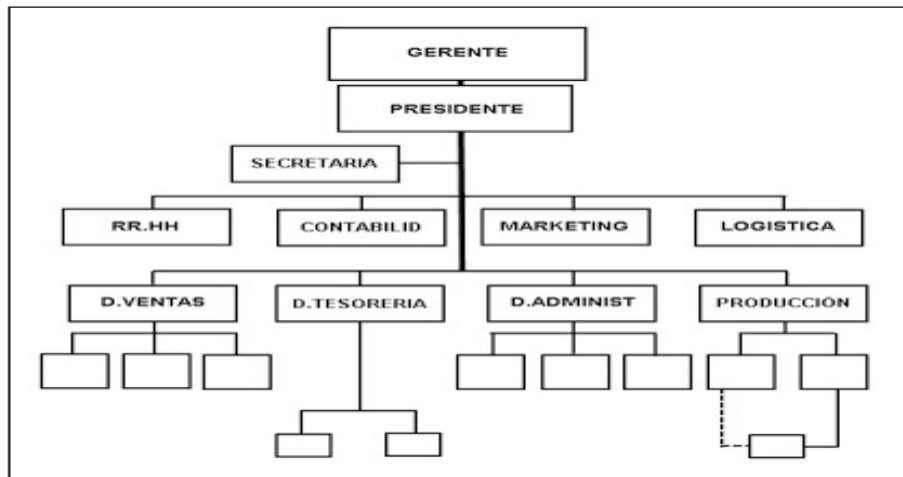 GERENTE
PRESIDENTE
SECRETARIA
RR.HH
CONTABILID
MARKETING
LOGISTICA
D.VENTAS
D.TESORERIA
D.ADMINIST
PRODUCCIÓN